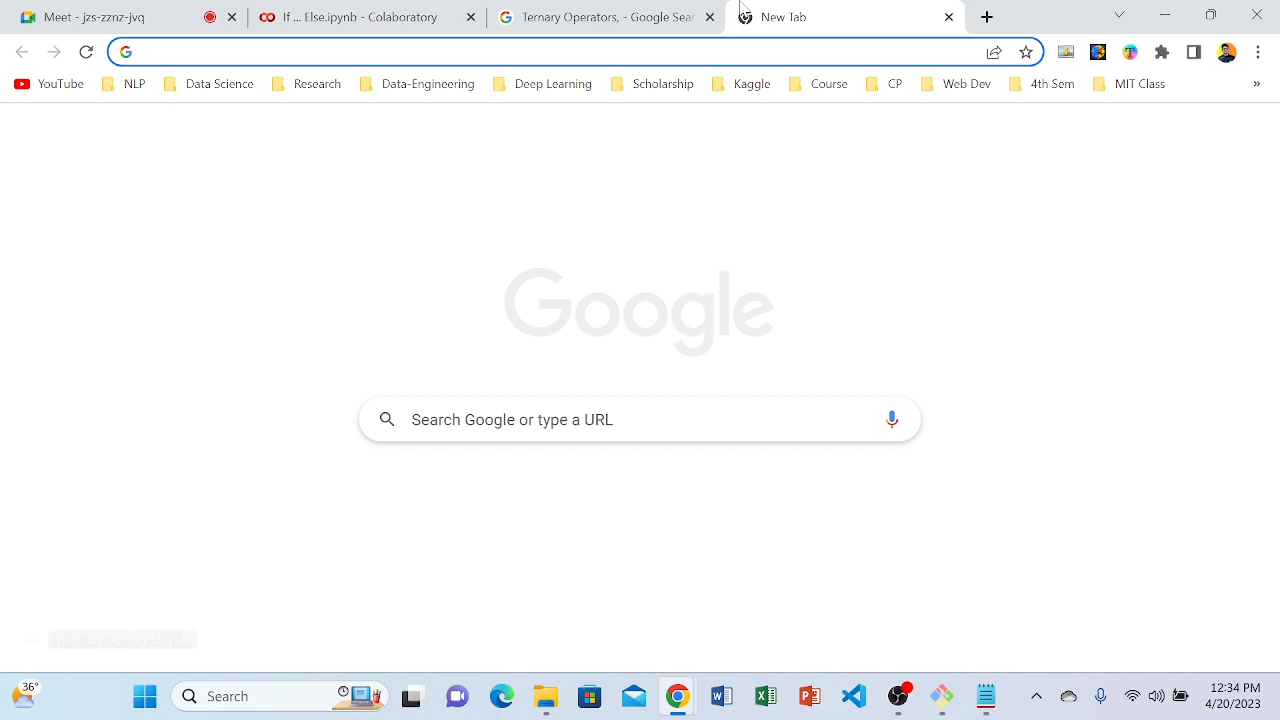 Meet - jzs-zznz-jvq
If ... Else.ipynb - Colaboratory
Ternary Operators, - Google Sear
New Tab
YouTube
NLP
Data Science
Research
Data-Engineering
Deep Learning
Scholarship
Kaggle
Course
CP
Web Dev
4th Sem
MIT Class
»
Google
Search Google or type a URL
36°
Search
12:34 PM
4/20/2023